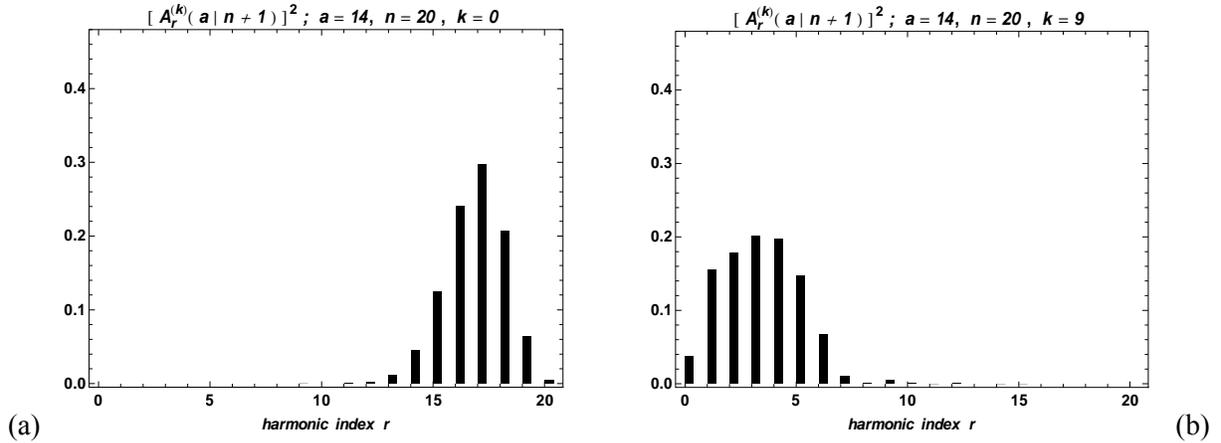 [ A_r^(k) ( a | n + 1 ) ]^2 ; a = 14, n = 20 , k = 0
0.4
0.3
0.2
0.1
0.0
0 5 10 15 20
harmonic index r
(a)
[ A_r^(k) ( a | n + 1 ) ]^2 ; a = 14, n = 20 , k = 9
0.4
0.3
0.2
0.1
0.0
0 5 10 15 20
harmonic index r
(b)